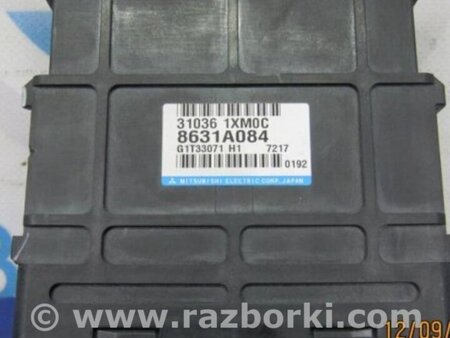 31036 1XM0C
8631A084
G1T33071 H1 7217
0192
MITSUBISHI ELECTRIC CORP. JAPAN
www.razborki.com
12/09/